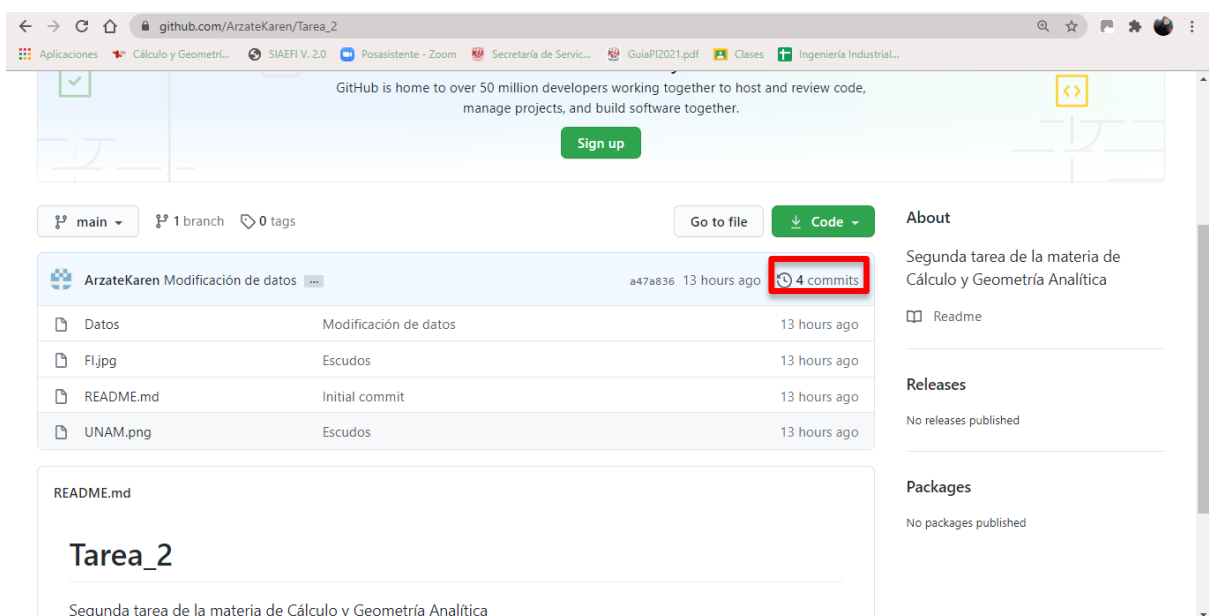 github.com/ArzateKaren/Tarea_2
Aplicaciones Cálculo y Geometrí... SIAEFI V. 2.0 Posasistente - Zoom Secretaría de Servic... GuiaPI2021.pdf Clases Ingeniería Industrial...
GitHub is home to over 50 million developers working together to host and review code,
manage projects, and build software together.
Sign up
main 1 branch 0 tags Go to file Code
ArzateKaren Modificación de datos ... a47a836 13 hours ago 4 commits
Datos Modificación de datos 13 hours ago
FI.jpg Escudos 13 hours ago
README.md Initial commit 13 hours ago
UNAM.png Escudos 13 hours ago
README.md
Tarea_2
Segunda tarea de la materia de Cálculo y Geometría Analítica
About
Segunda tarea de la materia de
Cálculo y Geometría Analítica
Readme
Releases
No releases published
Packages
No packages published